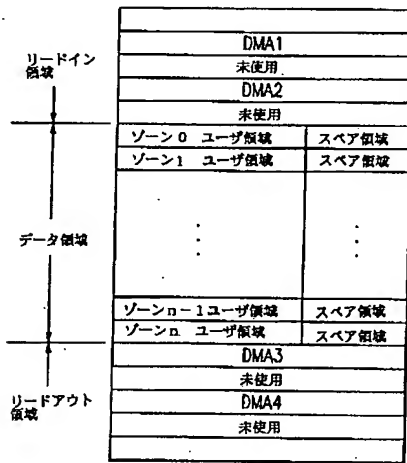 DMA1
リードイン
領域
未使用
DMA2
未使用
ゾーン0 ユーザ領域 スペア領域
ゾーン1 ユーザ領域 スペア領域
データ領域
ゾーンn-1ユーザ領域 スペア領域
ゾーンn ユーザ領域 スペア領域
DMA3
リードアウト
領域
未使用
DMA4
未使用